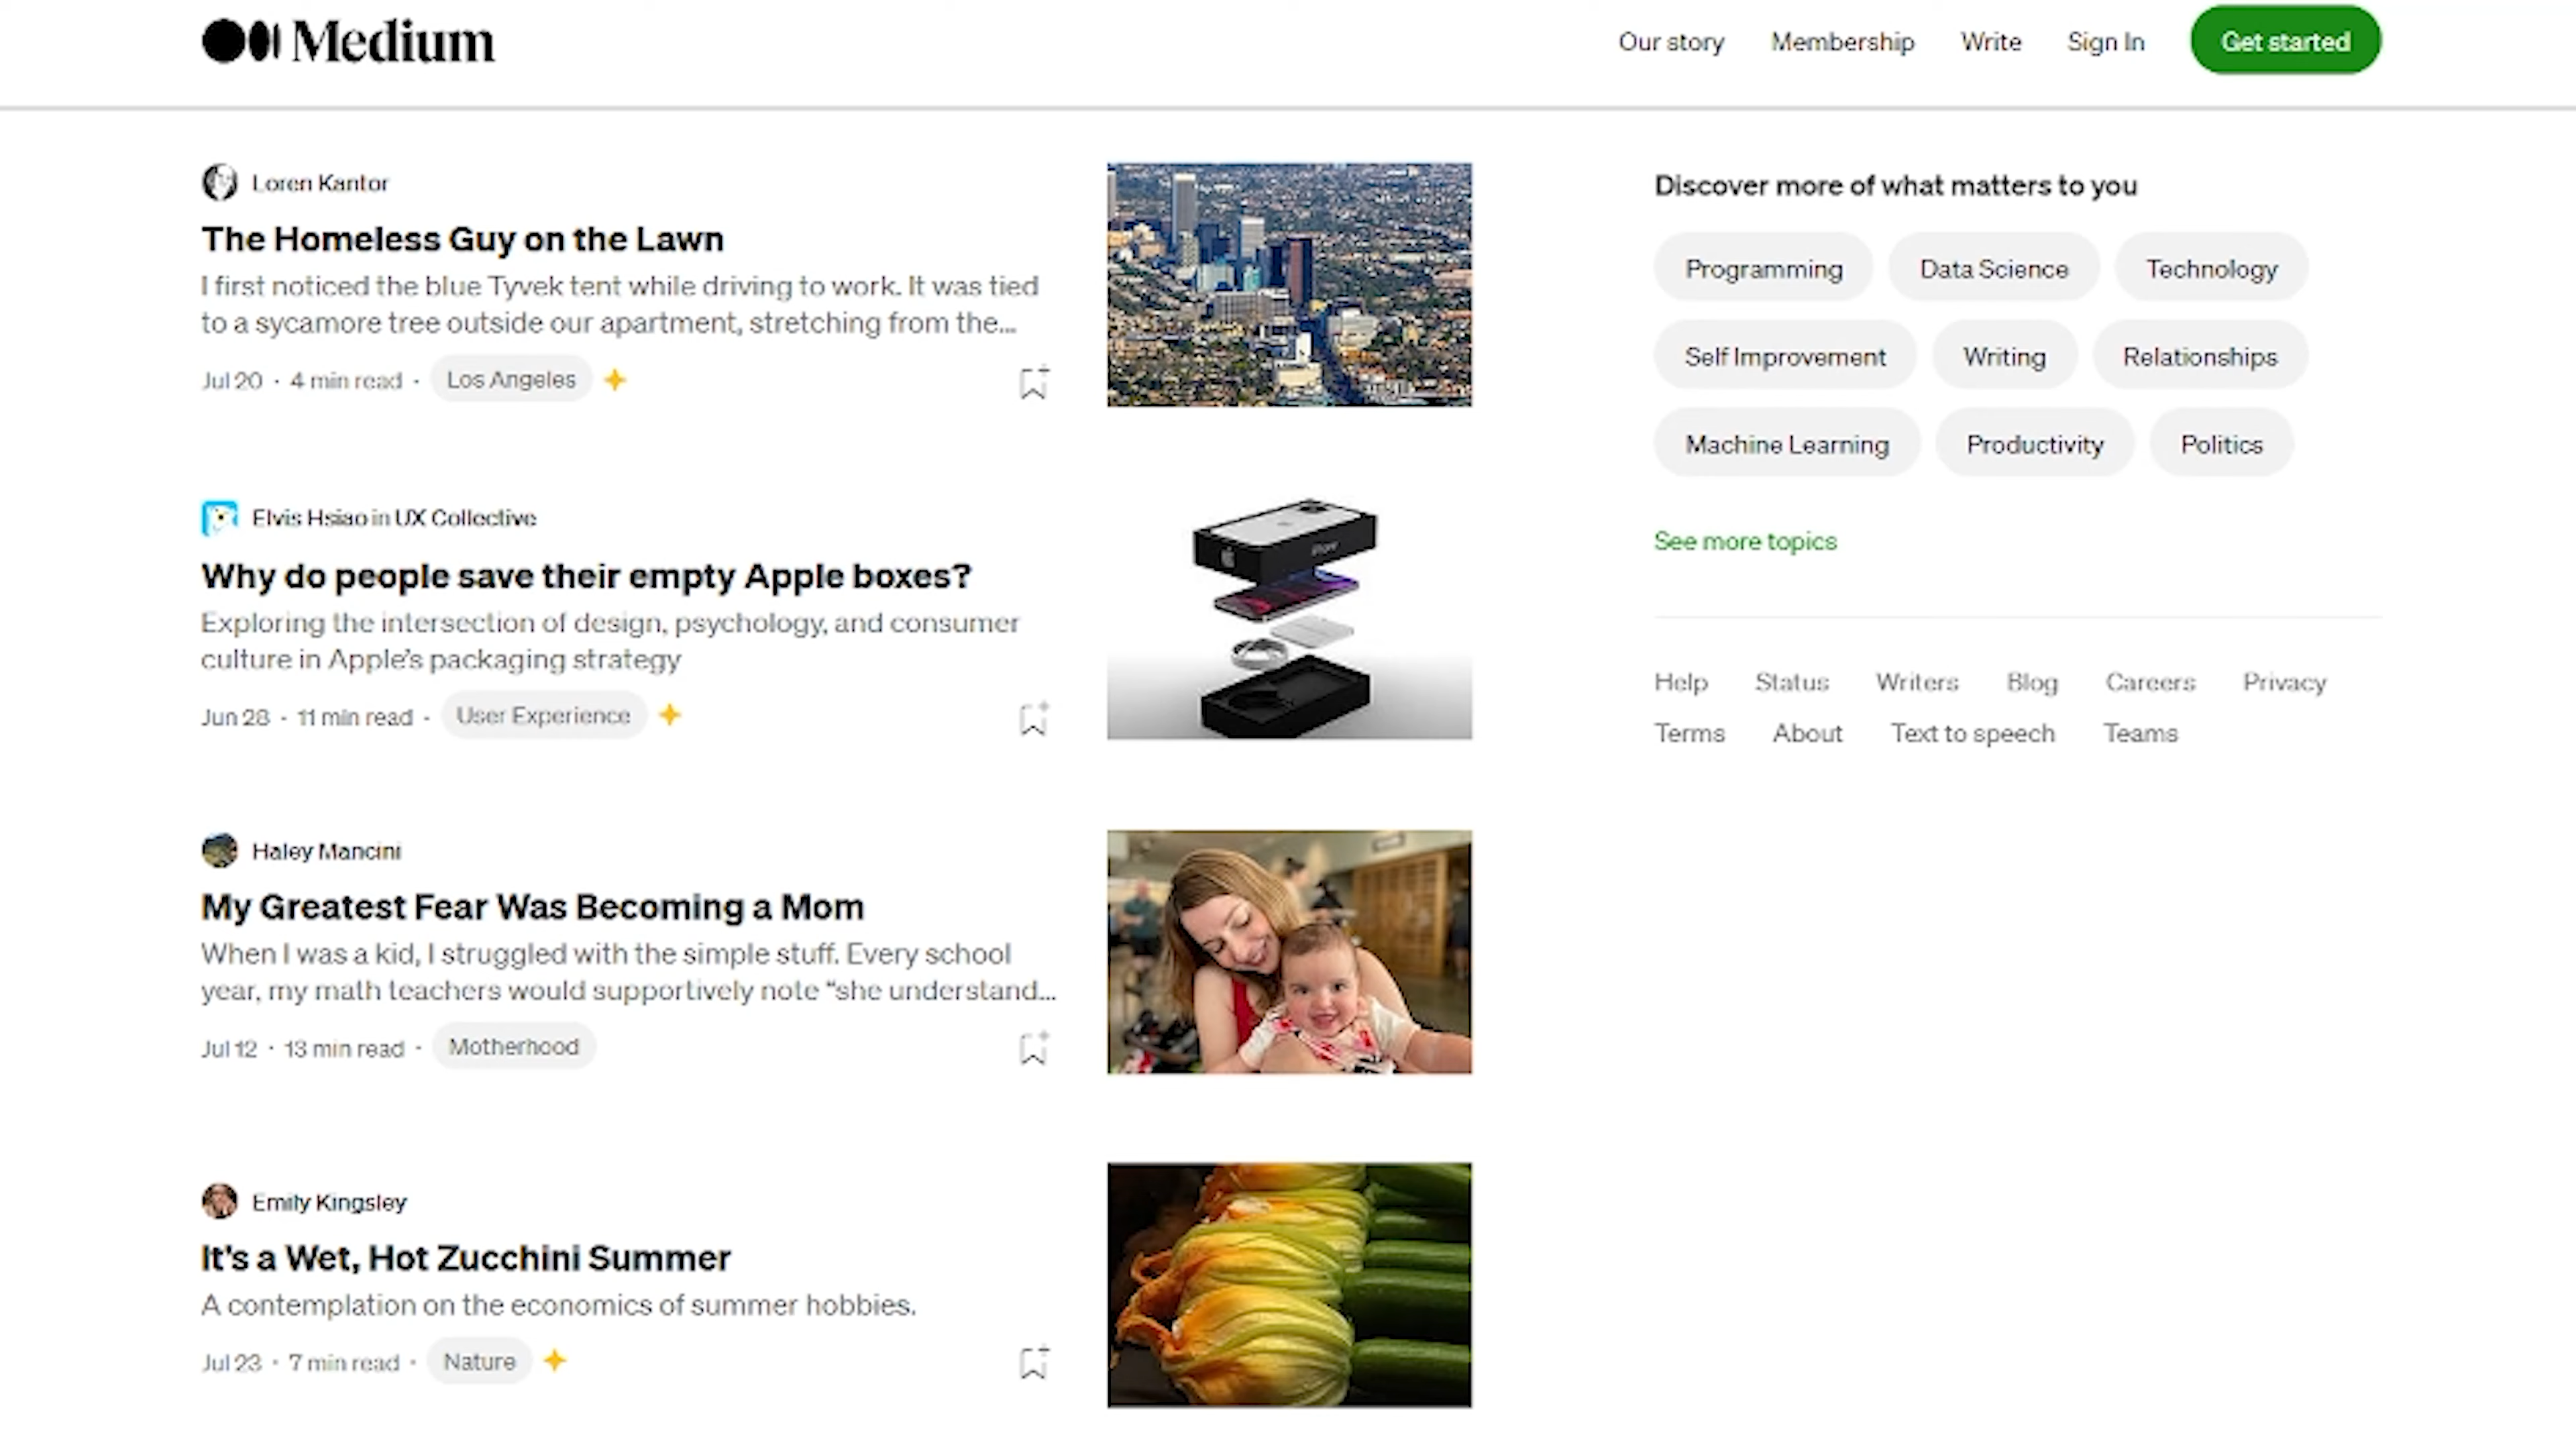 Medium
Our story Membership Write Sign In Get started
Loren Kantor
The Homeless Guy on the Lawn
I first noticed the blue Tyvek tent while driving to work. It was tied
to a sycamore tree outside our apartment, stretching from the...
Jul 20 · 4 min read · Los Angeles
Elvis Hsiao in UX Collective
Why do people save their empty Apple boxes?
Exploring the intersection of design, psychology, and consumer
culture in Apple’s packaging strategy
Jun 28 · 11 min read · User Experience
Haley Mancini
My Greatest Fear Was Becoming a Mom
When I was a kid, I struggled with the simple stuff. Every school
year, my math teachers would supportively note “she understand...
Jul 12 · 13 min read · Motherhood
Emily Kingsley
It's a Wet, Hot Zucchini Summer
A contemplation on the economics of summer hobbies.
Jul 23 · 7 min read · Nature
Discover more of what matters to you
Programming Data Science Technology
Self Improvement Writing Relationships
Machine Learning Productivity Politics
See more topics
Help Status Writers Blog Careers Privacy
Terms About Text to speech Teams